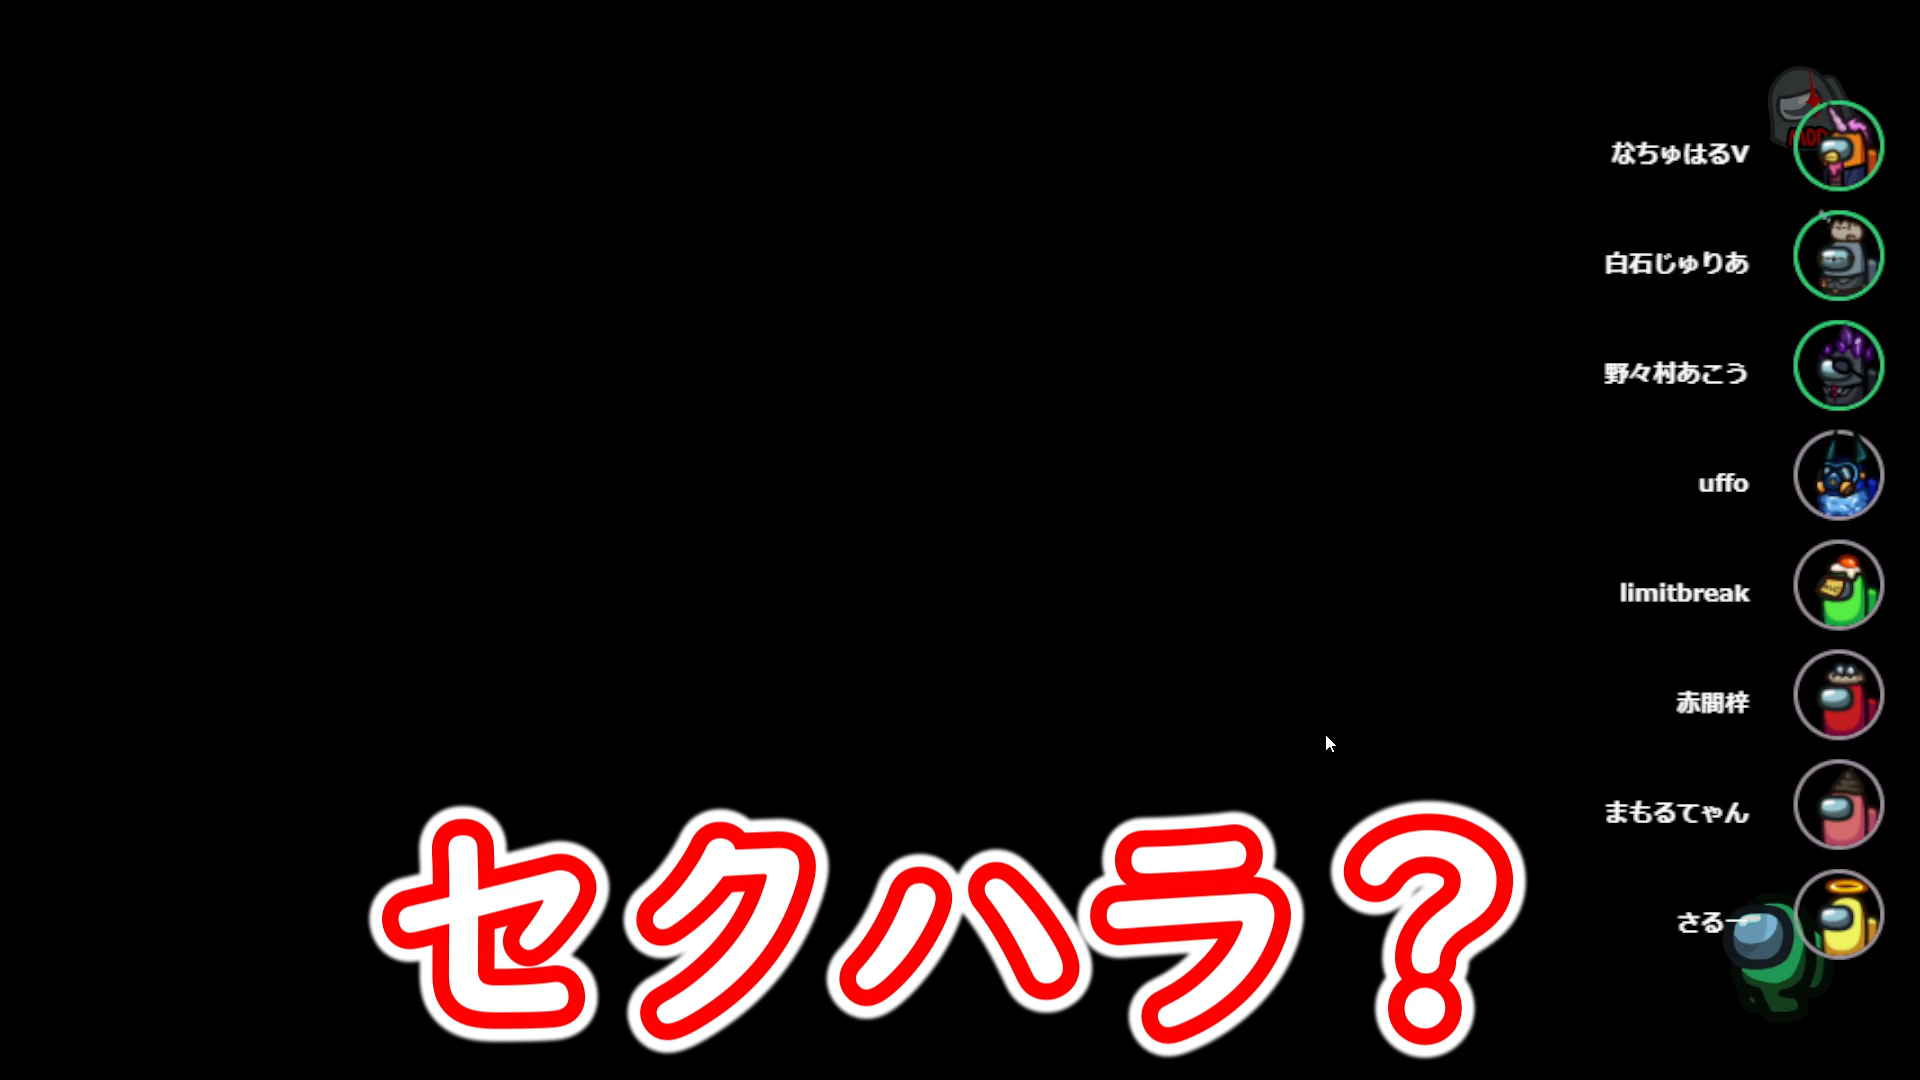 MOD
なちゅはるV
白石じゅりあ
野々村あこう
uffo
limitbreak
赤間梓
まもるてゃん
さるー
セクハラ？